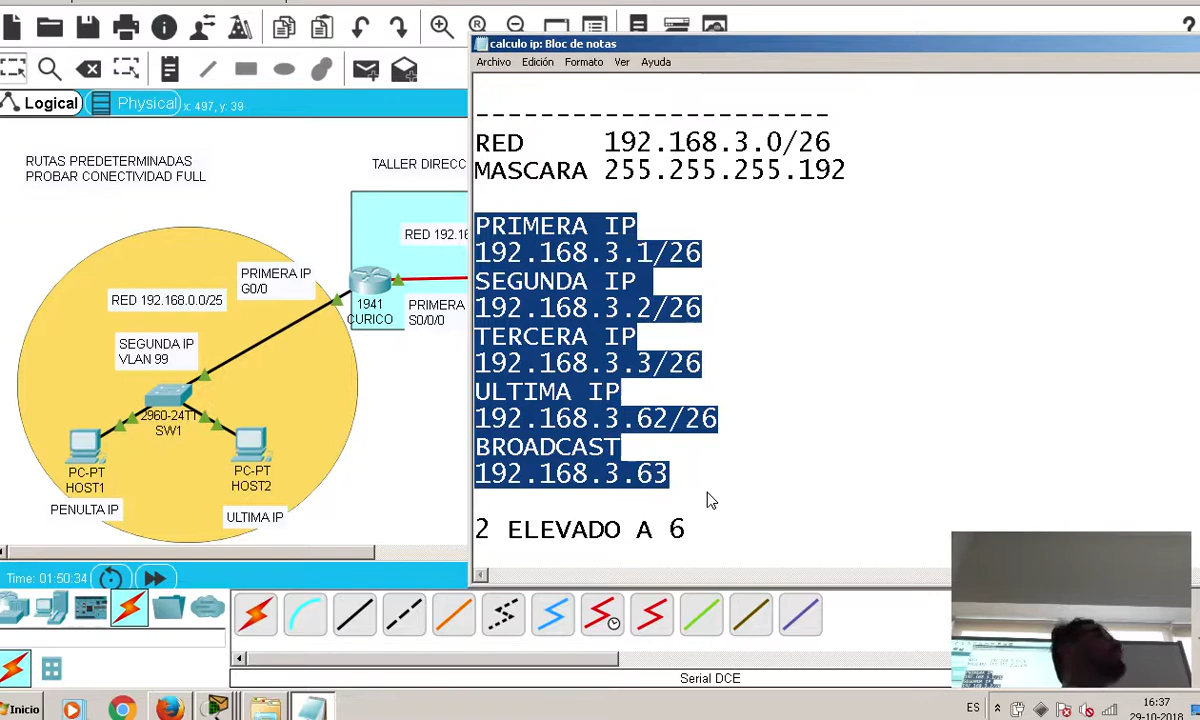 calculo ip: Bloc de notas
Archivo Edición Formato Ver Ayuda
Logical
Physical
x: 497, y: 39
---------------------
RED 192.168.3.0/26
MASCARA 255.255.255.192
PRIMERA IP
192.168.3.1/26
SEGUNDA IP
192.168.3.2/26
TERCERA IP
192.168.3.3/26
ULTIMA IP
192.168.3.62/26
BROADCAST
192.168.3.63
2 ELEVADO A 6
RUTAS PREDETERMINADAS
PROBAR CONECTIVIDAD FULL
TALLER DIRECC
RED 192.16
PRIMERA IP
G0/0
RED 192.168.0.0/25
1941
CURICO
PRIMERA
S0/0/0
SEGUNDA IP
VLAN 99
2960-24TT
SW1
PC-PT
HOST1
PC-PT
HOST2
PENULTA IP
ULTIMA IP
Time: 01:50:34
Serial DCE
Inicio
ES
16:37
29-10-2018